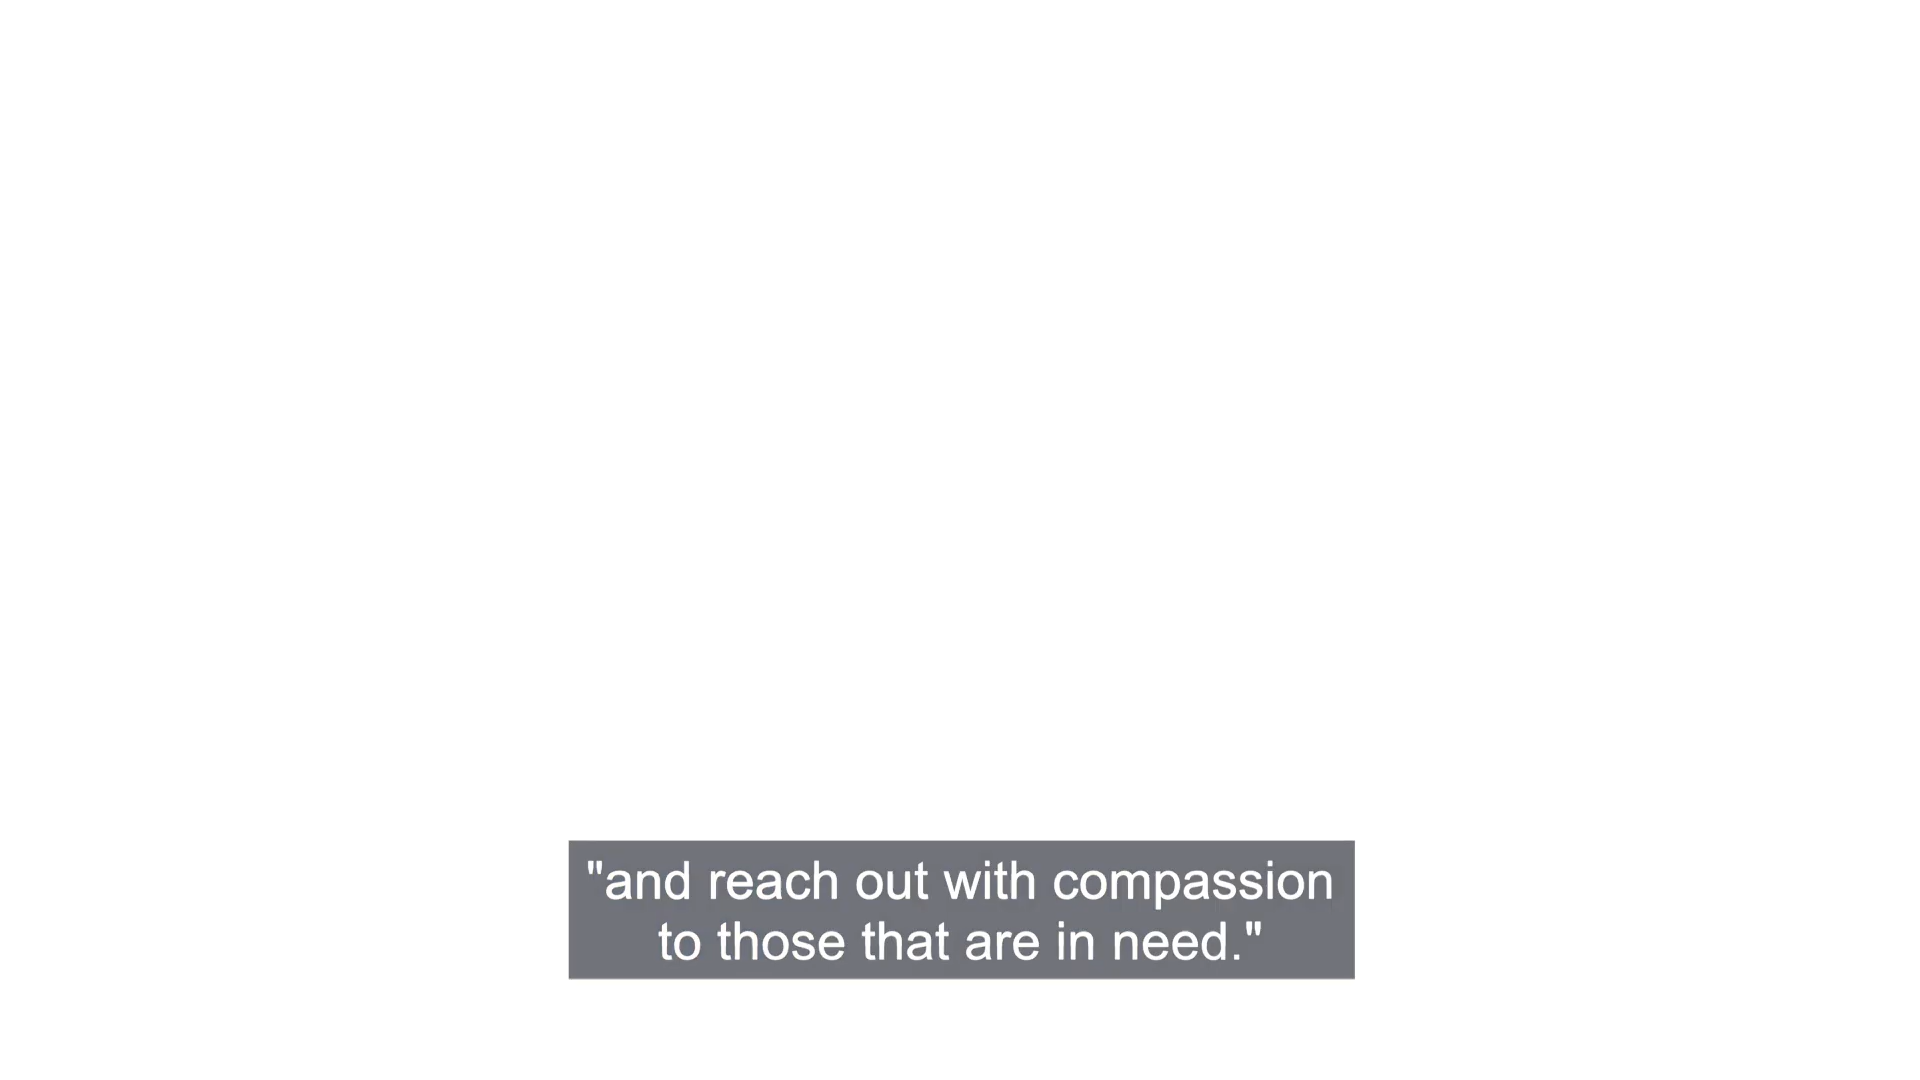 "and reach out with compassion
to those that are in need."